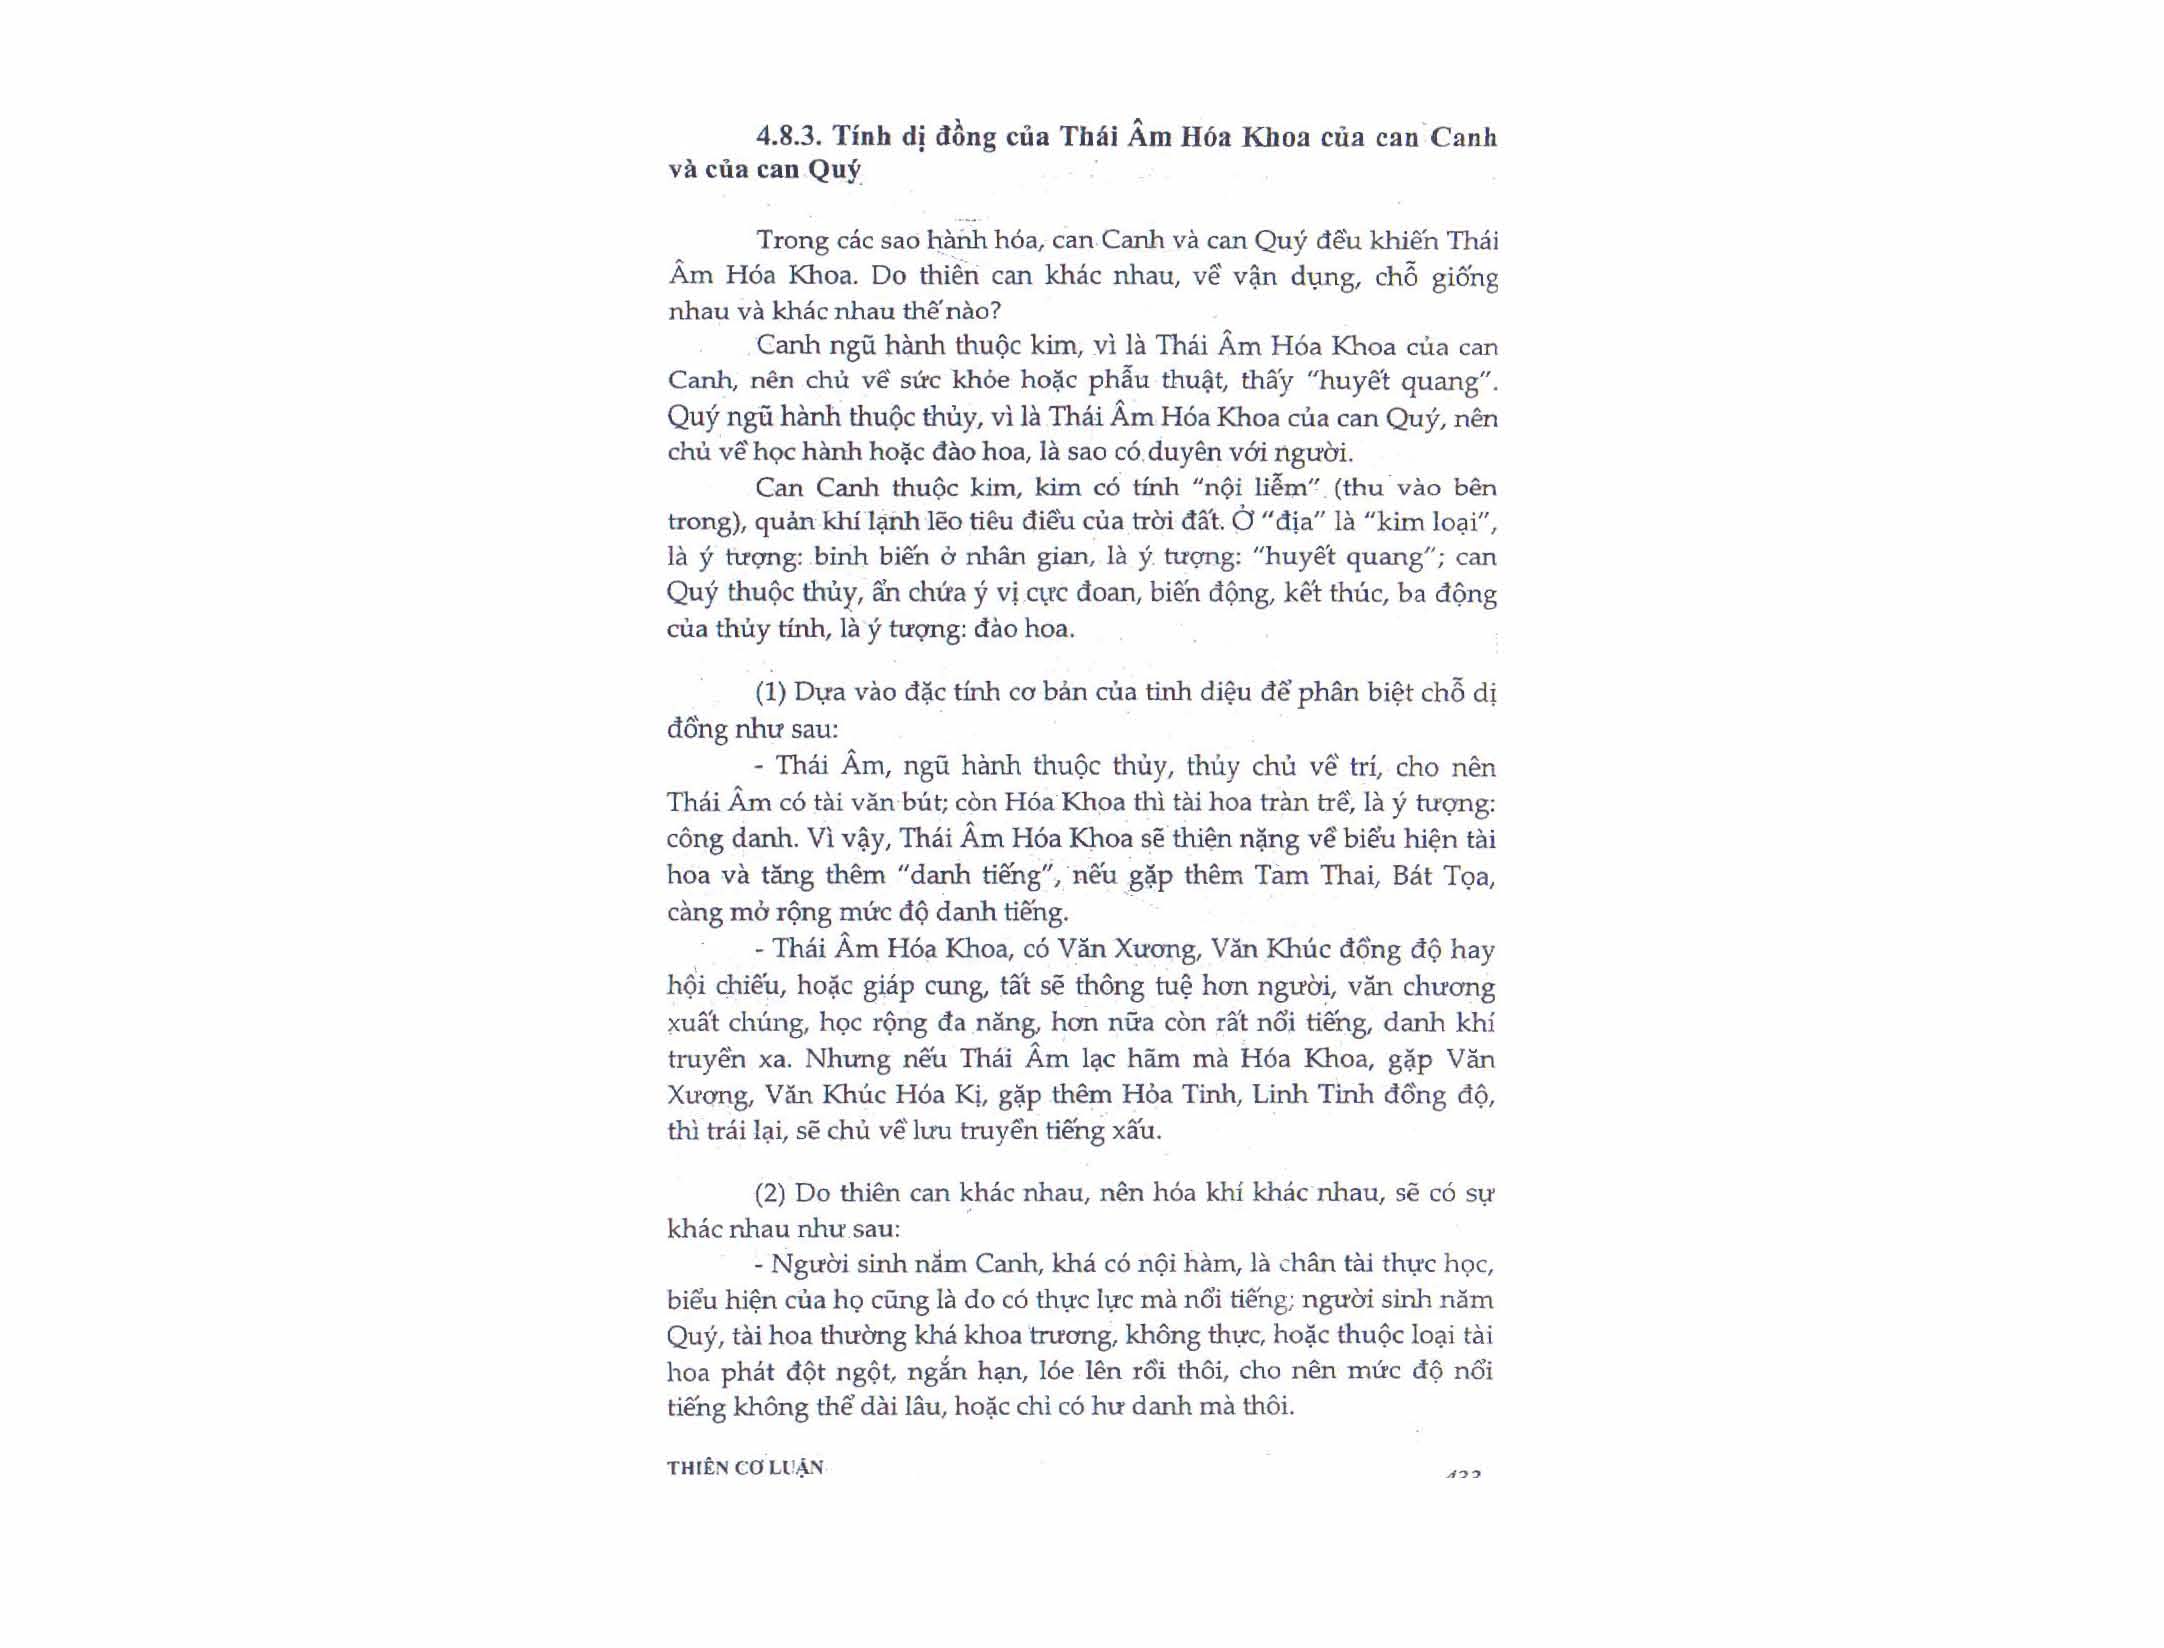 4.8.3. Tính dị đồng của Thái Âm Hóa Khoa của can Canh
và của can Quý
Trong các sao hành hóa, can Canh và can Quý đều khiến Thái
Âm Hóa Khoa. Do thiên can khác nhau, về vận dụng, chỗ giống
nhau và khác nhau thế nào?
Canh ngũ hành thuộc kim, vì là Thái Âm Hóa Khoa của can
Canh, nên chủ về sức khỏe hoặc phẫu thuật, thấy "huyết quang".
Quý ngũ hành thuộc thủy, vì là Thái Âm Hóa Khoa của can Quý, nên
chủ về học hành hoặc đào hoa, là sao có duyên với người.
Can Canh thuộc kim, kim có tính "nội liễm" (thu vào bên
trong), quản khí lạnh lẽo tiêu điều của trời đất. Ở "địa" là "kim loại",
là ý tượng: binh biến ở nhân gian, là ý tượng: "huyết quang"; can
Quý thuộc thủy, ẩn chứa ý vị cực đoan, biến động, kết thúc, ba động
của thủy tính, là ý tượng: đào hoa.
(1) Dựa vào đặc tính cơ bản của tinh diệu để phân biệt chỗ dị
đồng như sau:
- Thái Âm, ngũ hành thuộc thủy, thủy chủ về trí, cho nên
Thái Âm có tài văn bút; còn Hóa Khoa thì tài hoa tràn trề, là ý tượng:
công danh. Vì vậy, Thái Âm Hóa Khoa sẽ thiên nặng về biểu hiện tài
hoa và tăng thêm "danh tiếng", nếu gặp thêm Tam Thai, Bát Tọa,
càng mở rộng mức độ danh tiếng.
- Thái Âm Hóa Khoa, có Văn Xương, Văn Khúc đồng độ hay
hội chiếu, hoặc giáp cung, tất sẽ thông tuệ hơn người, văn chương
xuất chúng, học rộng đa năng, hơn nữa còn rất nổi tiếng, danh khí
truyền xa. Nhưng nếu Thái Âm lạc hãm mà Hóa Khoa, gặp Văn
Xương, Văn Khúc Hóa Kị, gặp thêm Hỏa Tinh, Linh Tinh đồng độ,
thì trái lại, sẽ chủ về lưu truyền tiếng xấu.
(2) Do thiên can khác nhau, nên hóa khí khác nhau, sẽ có sự
khác nhau như sau:
- Người sinh năm Canh, khá có nội hàm, là chân tài thực học,
biểu hiện của họ cũng là do có thực lực mà nổi tiếng; người sinh năm
Quý, tài hoa thường khá khoa trương, không thực, hoặc thuộc loại tài
hoa phát đột ngột, ngắn hạn, lóe lên rồi thôi, cho nên mức độ nổi
tiếng không thể dài lâu, hoặc chỉ có hư danh mà thôi.
THIÊN CƠ LUẬN